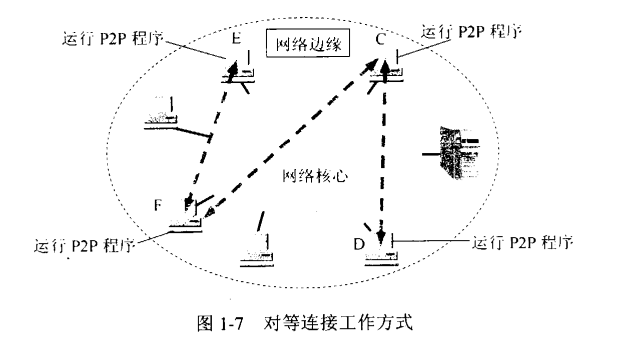 运行 P2P 程序
E
网络边缘
C
运行 P2P 程序
网络核心
F
运行 P2P 程序
D
运行 P2P 程序
图 1-7 对等连接工作方式